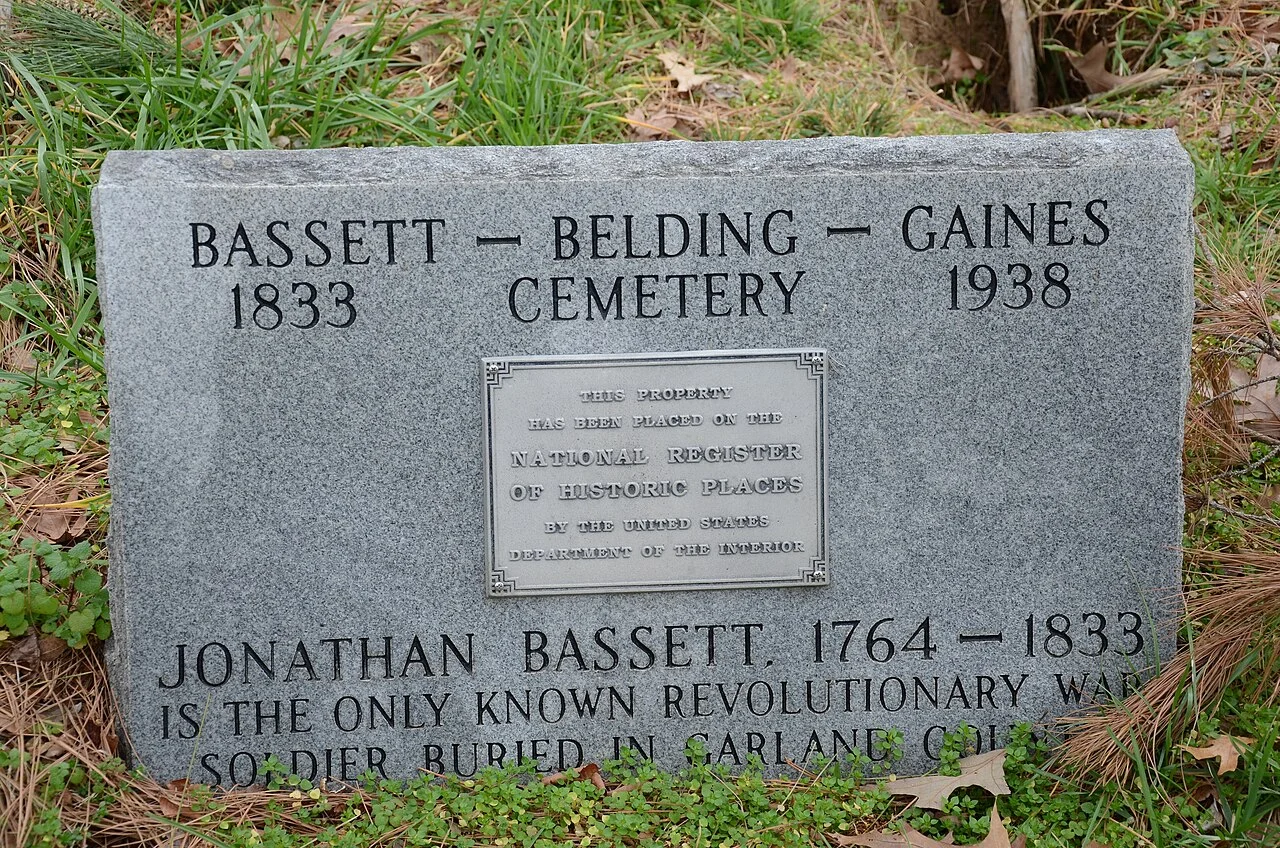 BASSETT — BELDING — GAINES
1833 CEMETERY 1938
THIS PROPERTY
HAS BEEN PLACED ON THE
NATIONAL REGISTER
OF HISTORIC PLACES
BY THE UNITED STATES
DEPARTMENT OF THE INTERIOR
JONATHAN BASSETT, 1764 — 1833
IS THE ONLY KNOWN REVOLUTIONARY WAR
SOLDIER BURIED IN GARLAND